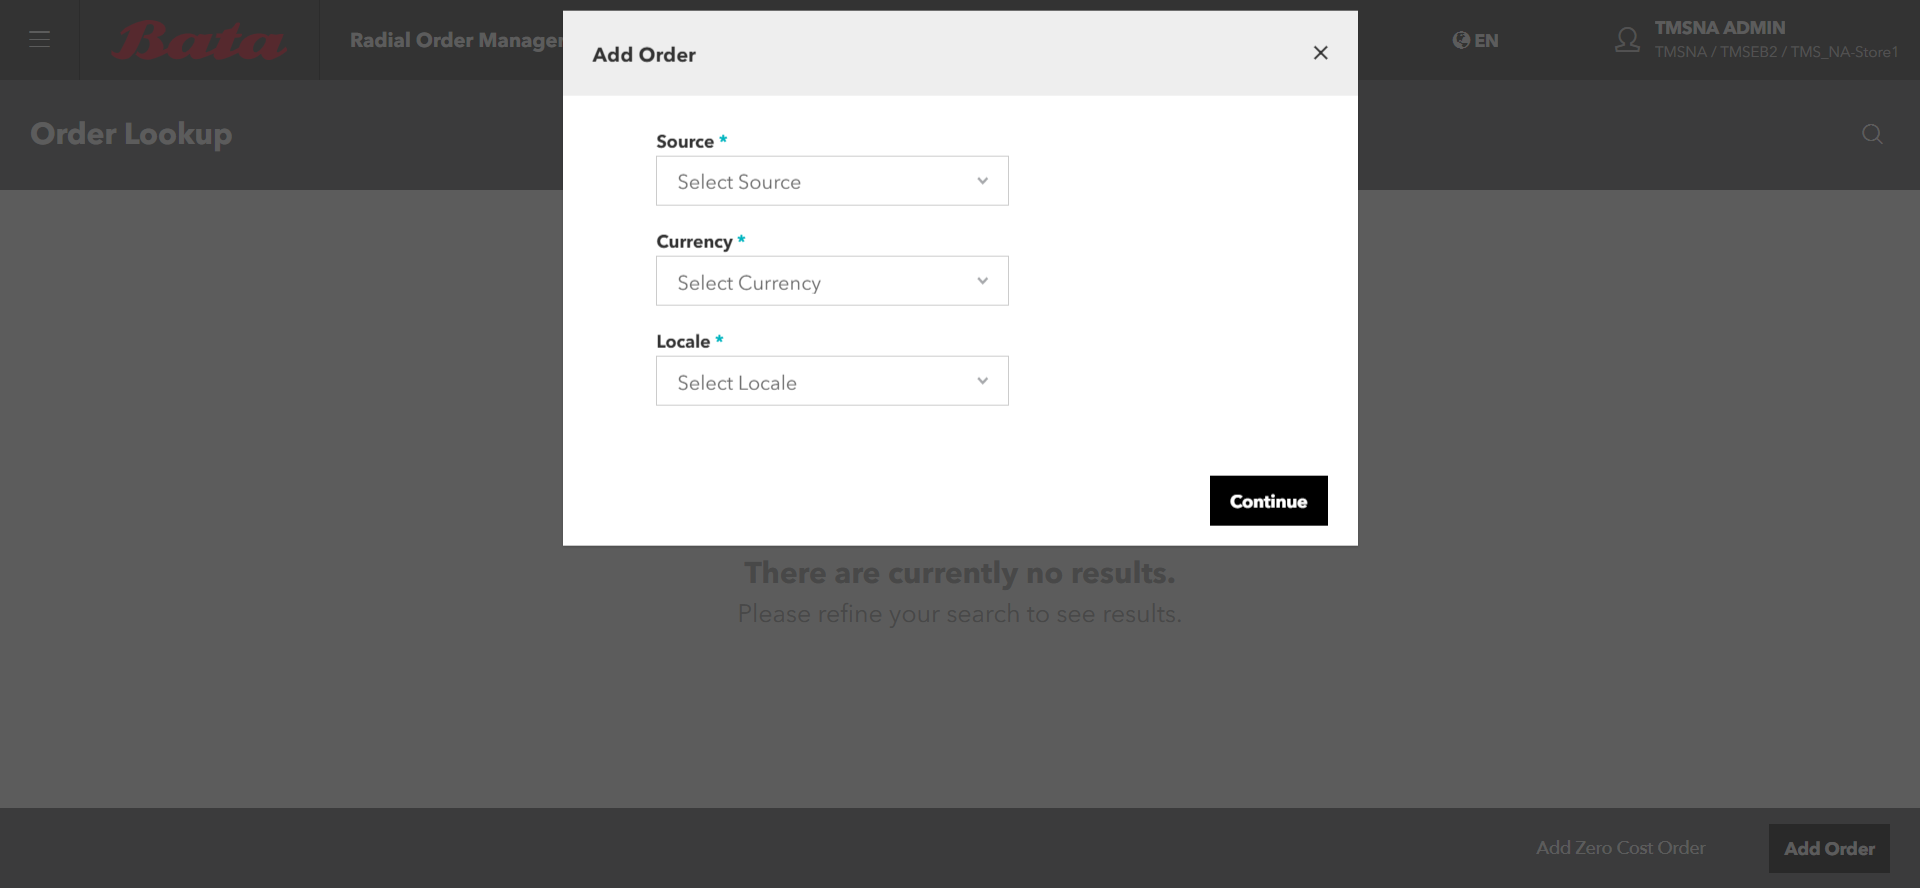 Bata
Radial Order Manager
EN
TMSNA ADMIN
TMSNA / TMSEB2 / TMS_NA-Store1
Order Lookup
Add Order
Source *
Select Source
Currency *
Select Currency
Locale *
Select Locale
Continue
There are currently no results.
Please refine your search to see results.
Add Zero Cost Order
Add Order